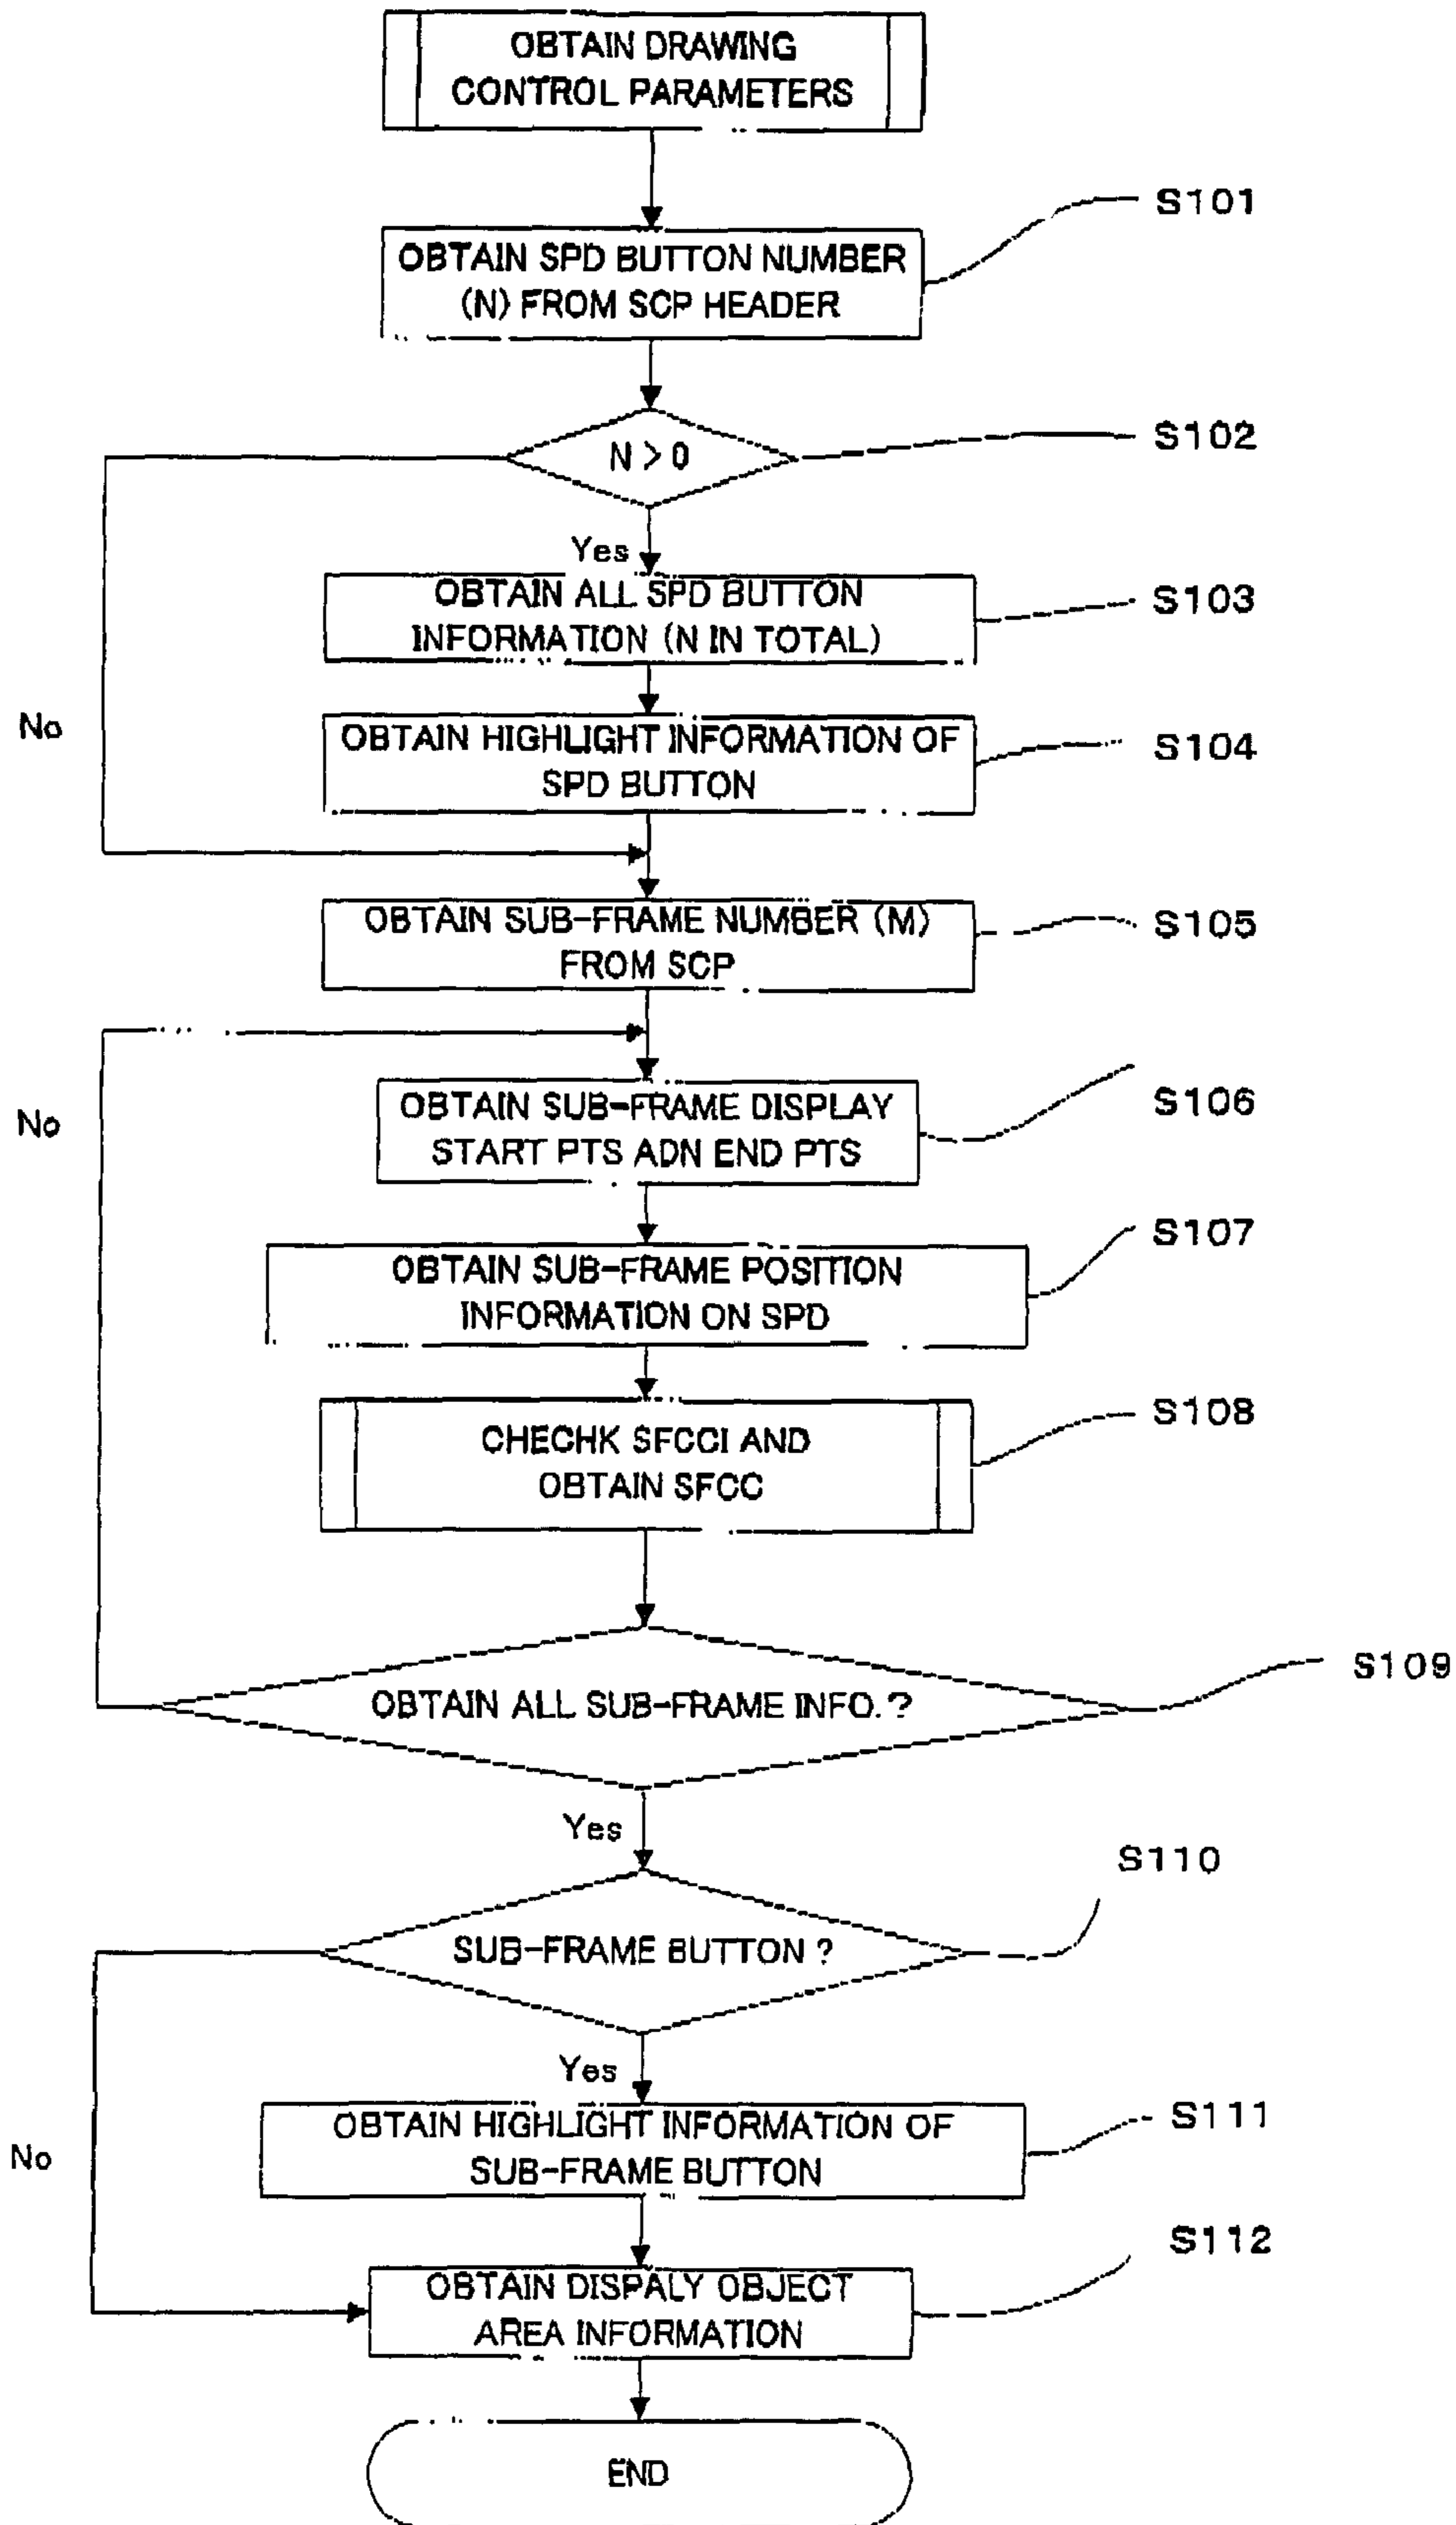 OBTAIN DRAWING
CONTROL PARAMETERS
S101
OBTAIN SPD BUTTON NUMBER
(N) FROM SCP HEADER
S102
N > 0
Yes
S103
OBTAIN ALL SPD BUTTON
INFORMATION (N IN TOTAL)
No
S104
OBTAIN HIGHLIGHT INFORMATION OF
SPD BUTTON
S105
OBTAIN SUB-FRAME NUMBER (M)
FROM SCP
No
S106
OBTAIN SUB-FRAME DISPLAY
START PTS ADN END PTS
S107
OBTAIN SUB-FRAME POSITION
INFORMATION ON SPD
S108
CHECHK SFCCI AND
OBTAIN SFCC
S109
OBTAIN ALL SUB-FRAME INFO. ?
Yes
S110
SUB-FRAME BUTTON ?
Yes
S111
OBTAIN HIGHLIGHT INFORMATION OF
SUB-FRAME BUTTON
No
S112
OBTAIN DISPALY OBJECT
AREA INFORMATION
END